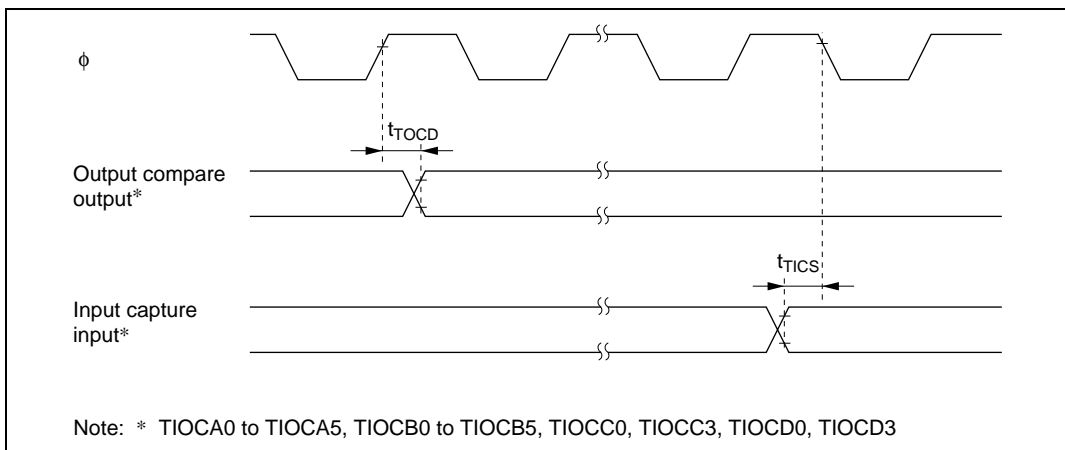 ϕ
tTOCD
Output compare
output*
tTICS
Input capture
input*
Note: * TIOCA0 to TIOCA5, TIOCB0 to TIOCB5, TIOCC0, TIOCC3, TIOCD0, TIOCD3